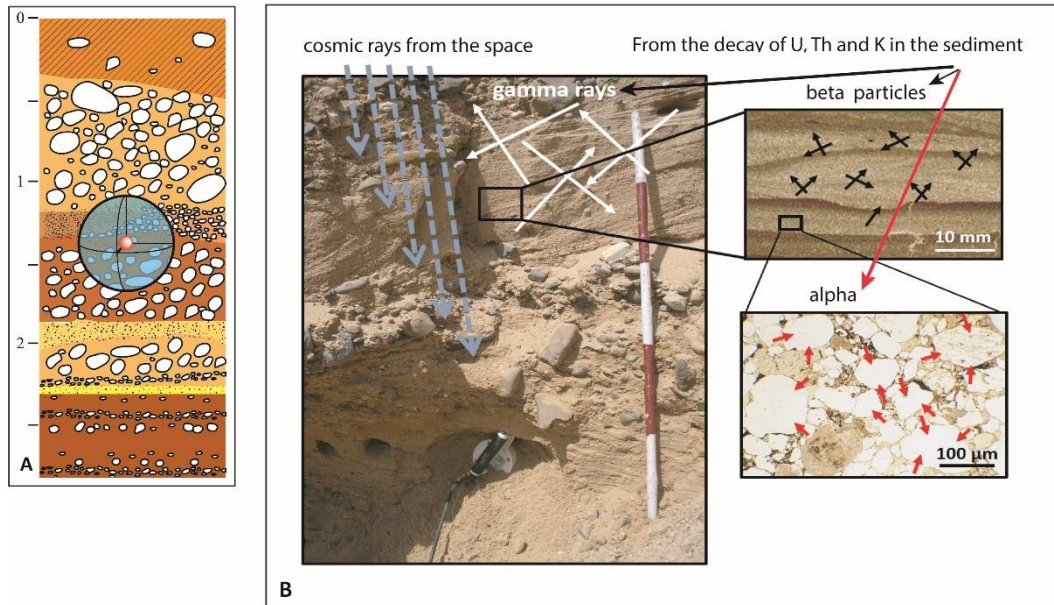 0
1
2
A
cosmic rays from the space
From the decay of U, Th and K in the sediment
gamma rays
beta particles
10 mm
alpha
100 µm
B